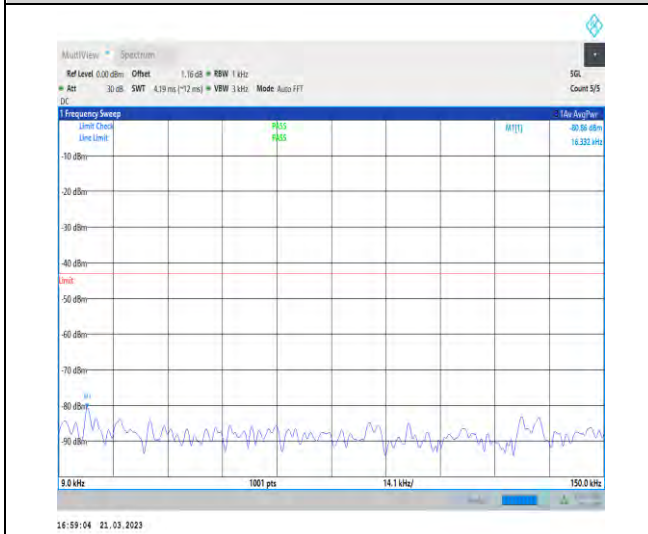 MultiView Spectrum
Ref Level 0.00 dBm Offset 1.16 dB RBW 1 kHz SGL
Att 30 dB SWT 4.19 ms (~12 ms) VBW 3 kHz Mode Auto FFT Count 5/5
DC
1 Frequency Sweep 1Av AvgPwr
Limit Check PASS M1[1] -80.86 dBm
Line Limit PASS 16.332 kHz
-10 dBm
-20 dBm
-30 dBm
-40 dBm
Limit
-50 dBm
-60 dBm
-70 dBm
M1
-80 dBm
-90 dBm
9.0 kHz 1001 pts 14.1 kHz/ 150.0 kHz
16:59:04 21.03.2023